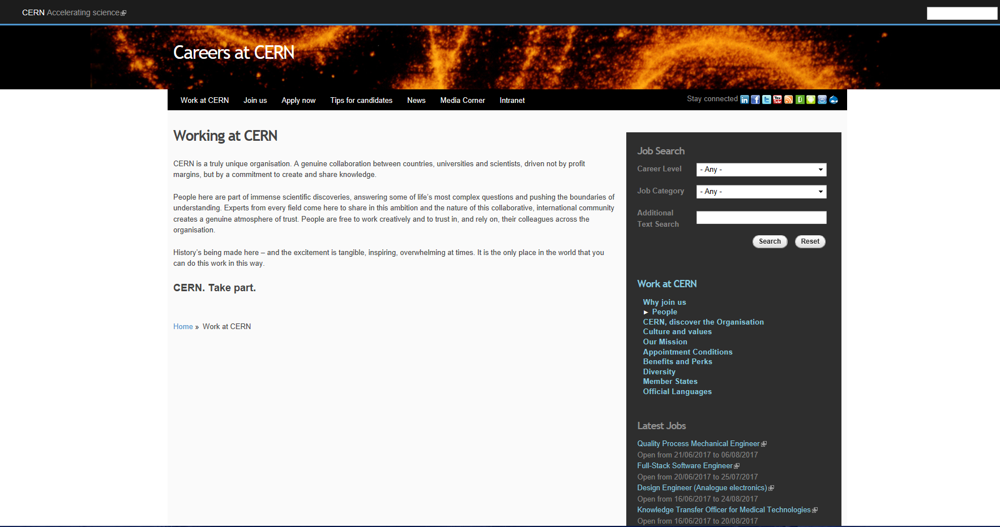 CERN Accelerating science
Careers at CERN
Work at CERN Join us Apply now Tips for candidates News Media Corner Intranet Stay connected
Working at CERN
CERN is a truly unique organisation. A genuine collaboration between countries, universities and scientists, driven not by profit
margins, but by a commitment to create and share knowledge.
People here are part of immense scientific discoveries, answering some of life's most complex questions and pushing the boundaries of
understanding. Experts from every field come here to share in this ambition and the nature of this collaborative, international community
creates a genuine atmosphere of trust. People are free to work creatively and to trust in, and rely on, their colleagues across the
organisation.
History's being made here – and the excitement is tangible, inspiring, overwhelming at times. It is the only place in the world that you
can do this work in this way.
CERN. Take part.
Home » Work at CERN
Job Search
Career Level - Any -
Job Category - Any -
Additional
Text Search
Search Reset
Work at CERN
Why join us
People
CERN, discover the Organisation
Culture and values
Our Mission
Appointment Conditions
Benefits and Perks
Diversity
Member States
Official Languages
Latest Jobs
Quality Process Mechanical Engineer
Open from 21/06/2017 to 06/08/2017
Full-Stack Software Engineer
Open from 20/06/2017 to 25/07/2017
Design Engineer (Analogue electronics)
Open from 16/06/2017 to 24/08/2017
Knowledge Transfer Officer for Medical Technologies
Open from 16/06/2017 to 20/08/2017